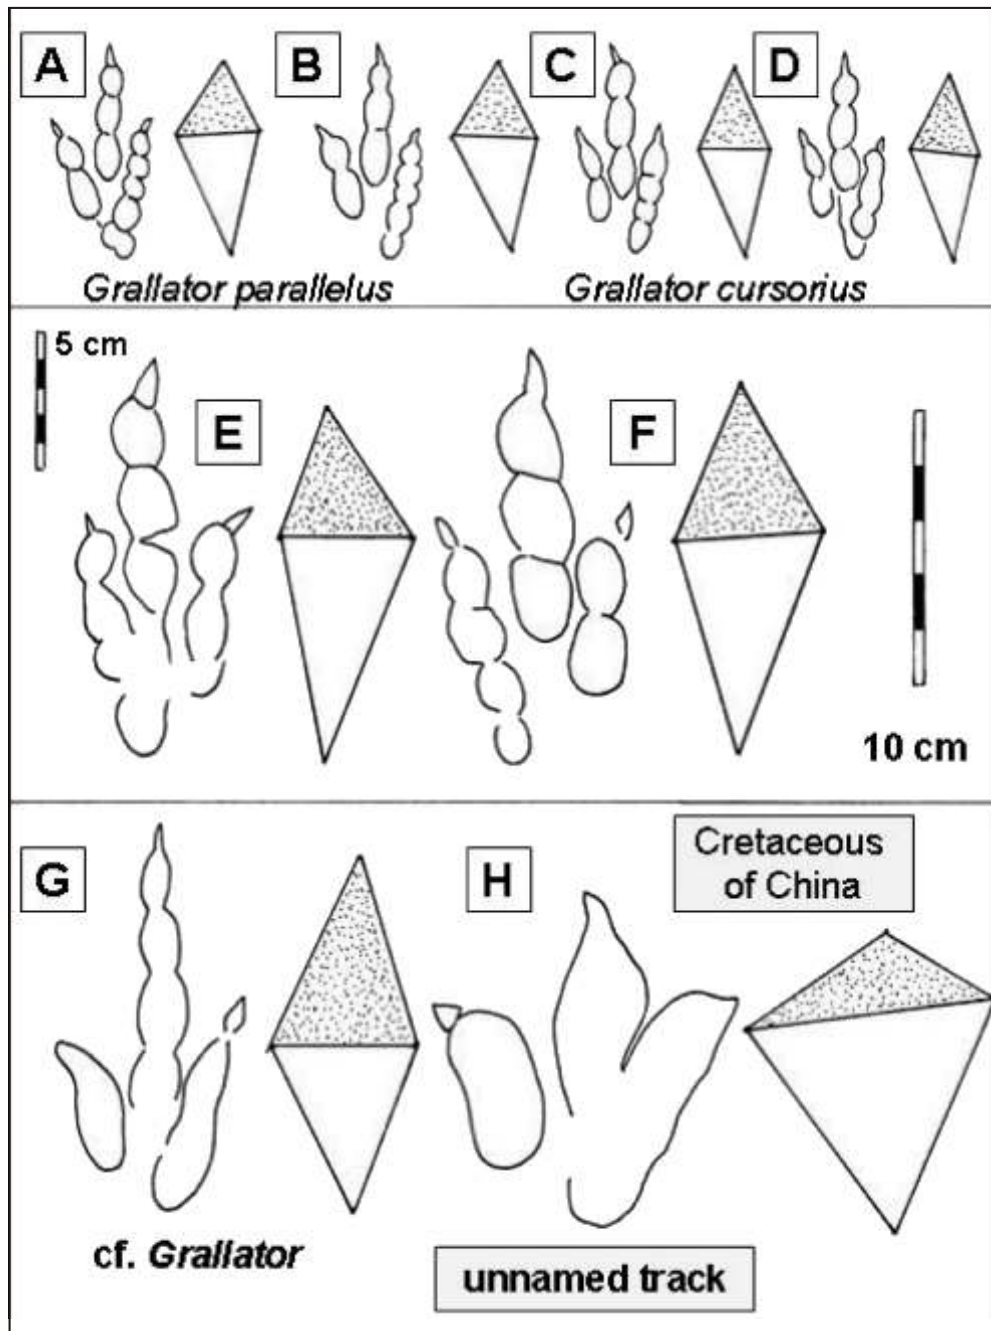 A
B
C
D
Grallator parallelus
Grallator cursorius
5 cm
E
F
10 cm
G
H
Cretaceous
of China
cf. Grallator
unnamed track